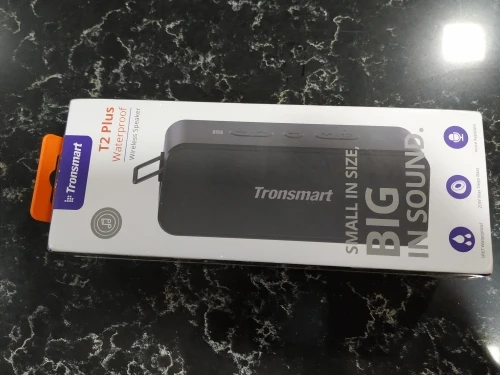 Tronsmart
T2 Plus
Waterproof
Wireless Speaker
Tronsmart
SMALL IN SIZE,
BIG
IN SOUND.